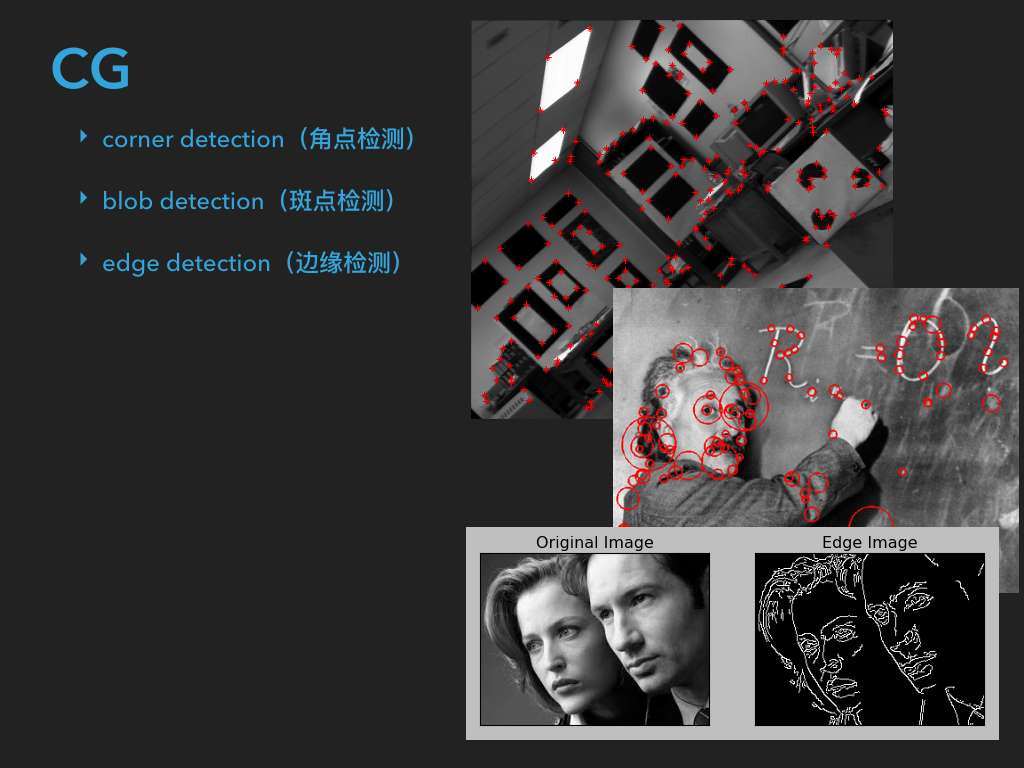 CG
corner detection（角点检测）
blob detection（斑点检测）
edge detection（边缘检测）
Original Image
Edge Image